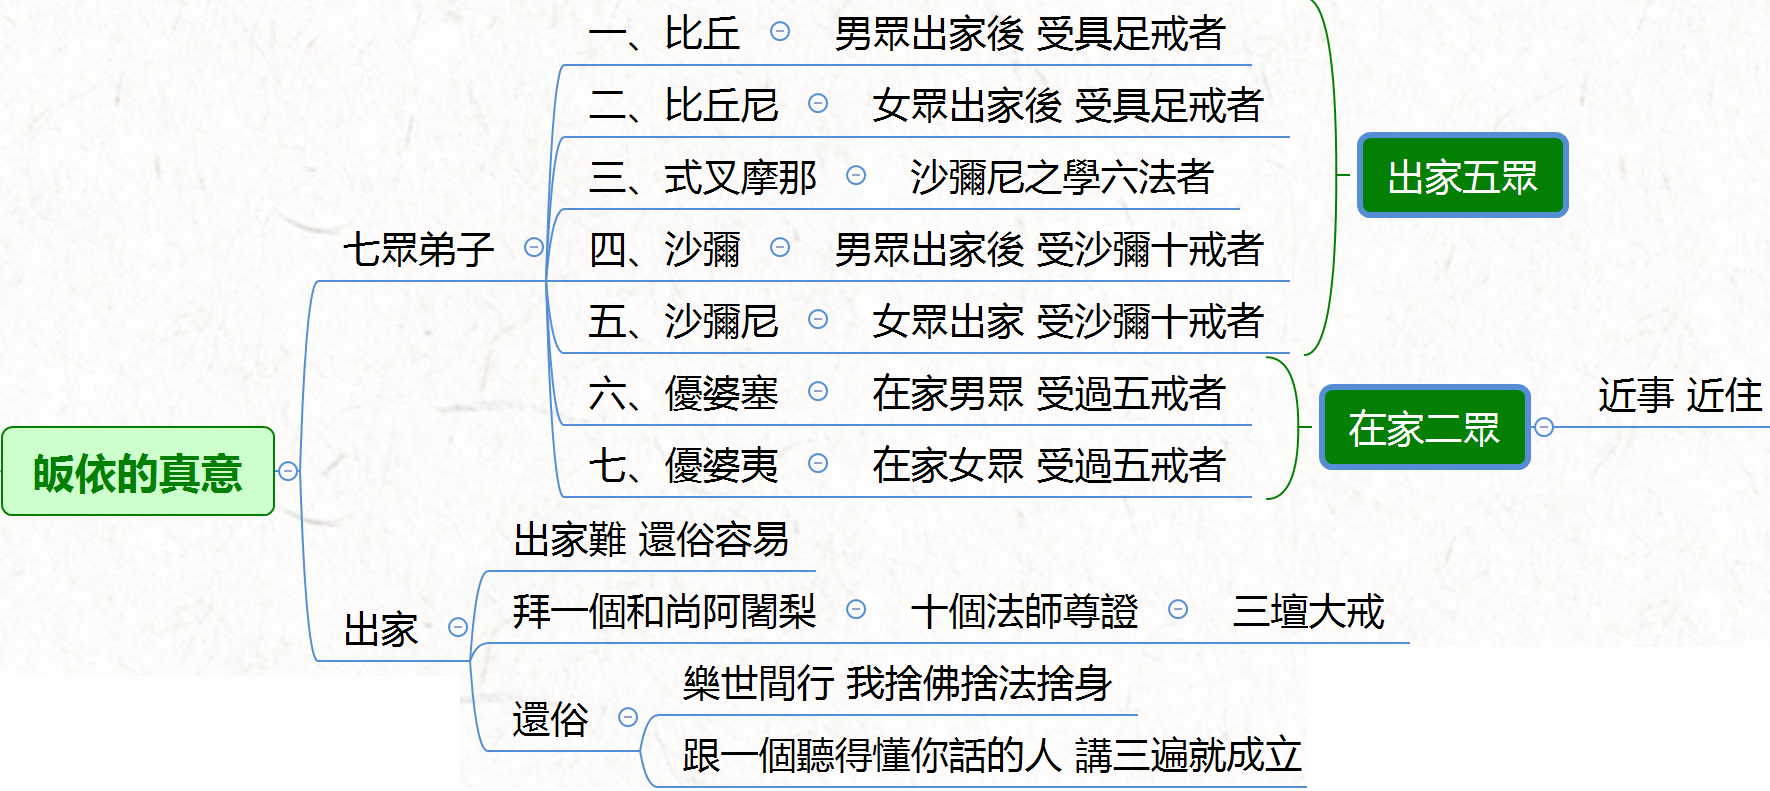 皈依的真意
七眾弟子
一、比丘 男眾出家後 受具足戒者
二、比丘尼 女眾出家後 受具足戒者
三、式叉摩那 沙彌尼之學六法者
四、沙彌 男眾出家後 受沙彌十戒者
五、沙彌尼 女眾出家 受沙彌十戒者
出家五眾
六、優婆塞 在家男眾 受過五戒者
七、優婆夷 在家女眾 受過五戒者
在家二眾 近事 近住
出家
出家難 還俗容易
拜一個和尚阿闍梨 十個法師尊證 三壇大戒
還俗
樂世間行 我捨佛捨法捨身
跟一個聽得懂你話的人 講三遍就成立